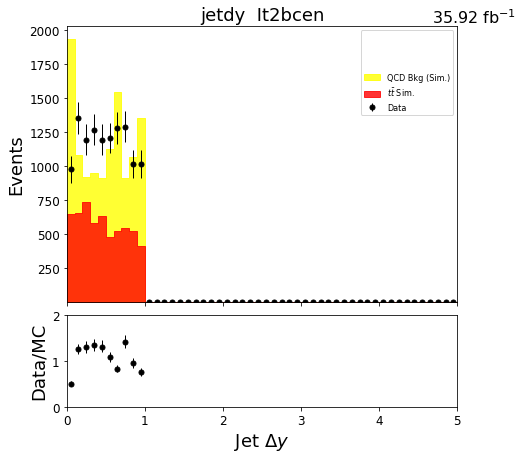 jetdy lt2bcen
35.92 fb⁻¹
2000
1750
1500
1250
1000
750
500
250
Events
QCD Bkg (Sim.)
tt̄ Sim.
Data
2
1
0
Data/MC
0 1 2 3 4 5
Jet Δy